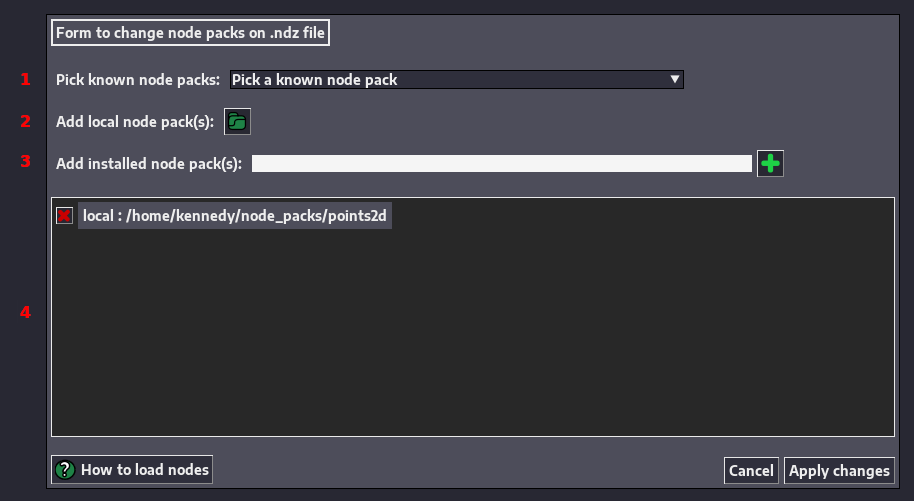 Form to change node packs on .ndz file
1 Pick known node packs: Pick a known node pack
2 Add local node pack(s):
3 Add installed node pack(s):
local : /home/kennedy/node_packs/points2d
4
? How to load nodes Cancel Apply changes